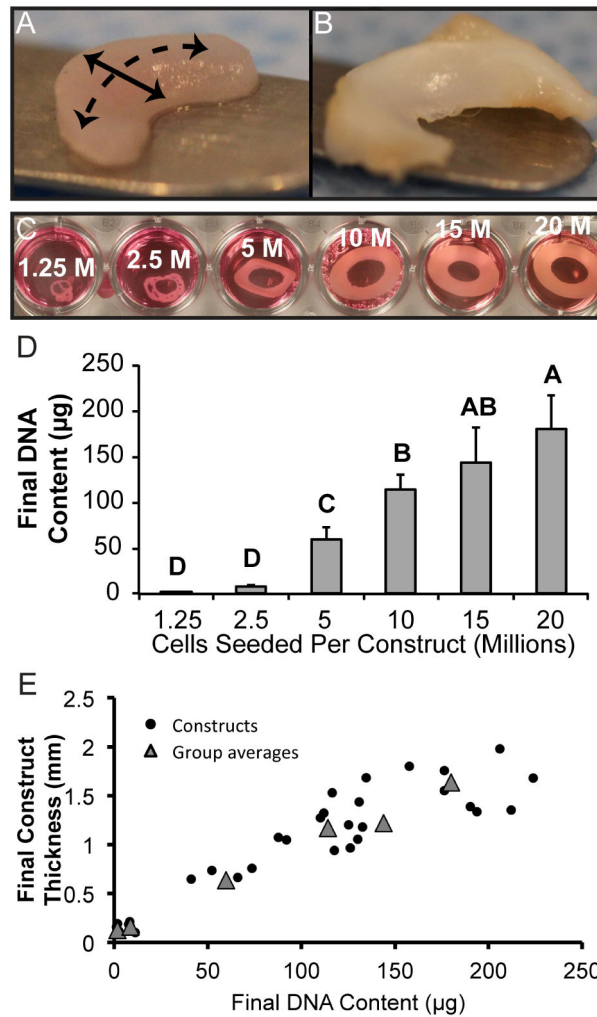 A
B
C
1.25 M
2.5 M
5 M
10 M
15 M
20 M
D
Final DNA
Content (µg)
250
200
150
100
50
0
D
D
C
B
AB
A
1.25
2.5
5
10
15
20
Cells Seeded Per Construct (Millions)
E
Final Construct
Thickness (mm)
2.5
2
1.5
1
0.5
0
Constructs
Group averages
0
50
100
150
200
250
Final DNA Content (µg)